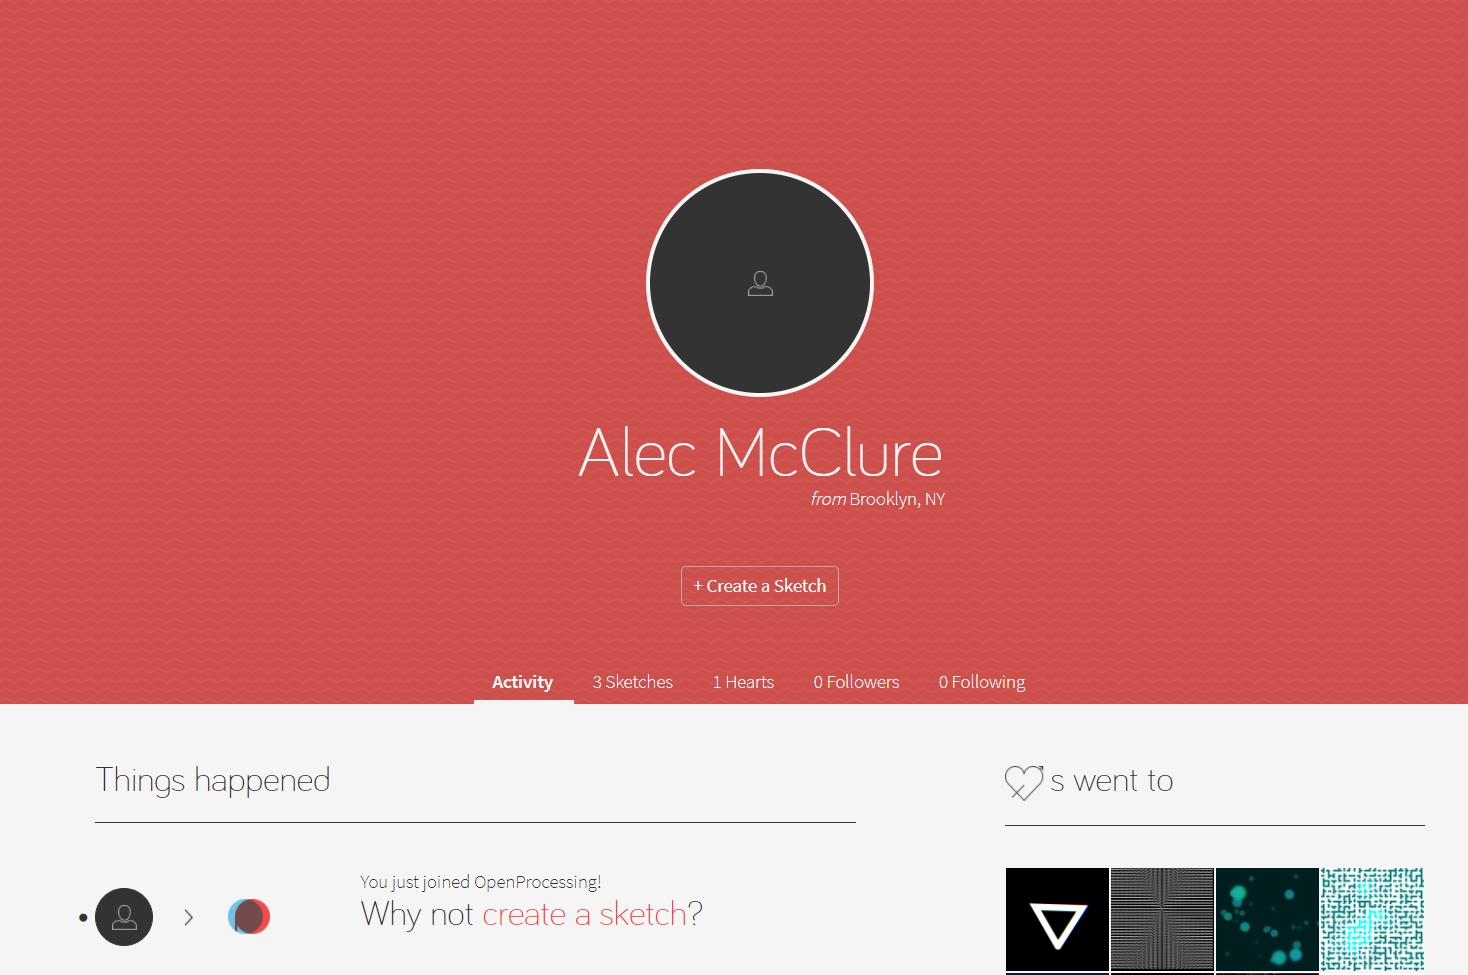 Alec McClure
from Brooklyn, NY
+ Create a Sketch
Activity 3 Sketches 1 Hearts 0 Followers 0 Following
Things happened
s went to
You just joined OpenProcessing!
Why not create a sketch?